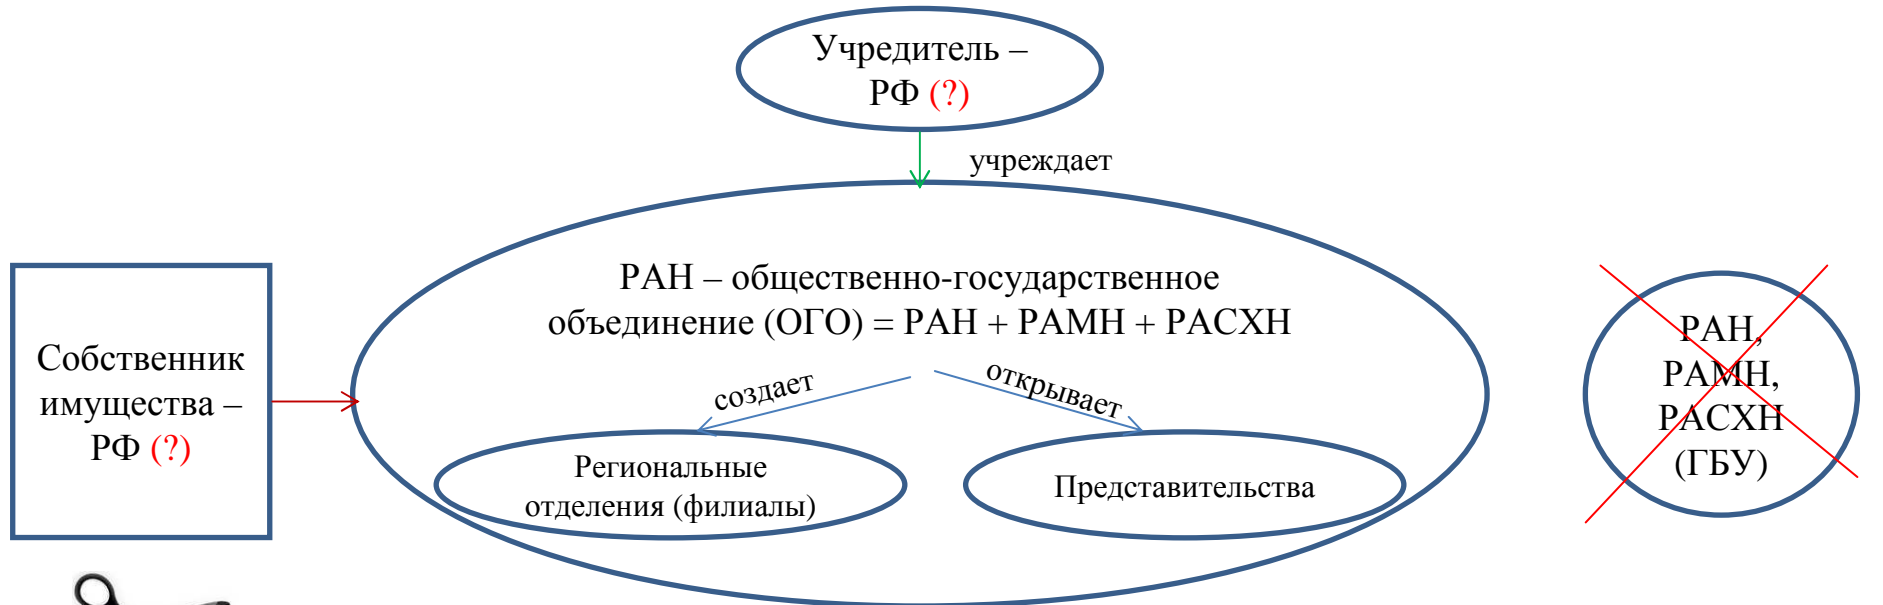 Учредитель –
РФ (?)
учреждает
РАН – общественно-государственное
объединение (ОГО) = РАН + РАМН + РАСХН
Собственник
имущества –
РФ (?)
создает
открывает
Региональные
отделения (филиалы)
Представительства
РАН,
РАМН,
РАСХН
(ГБУ)